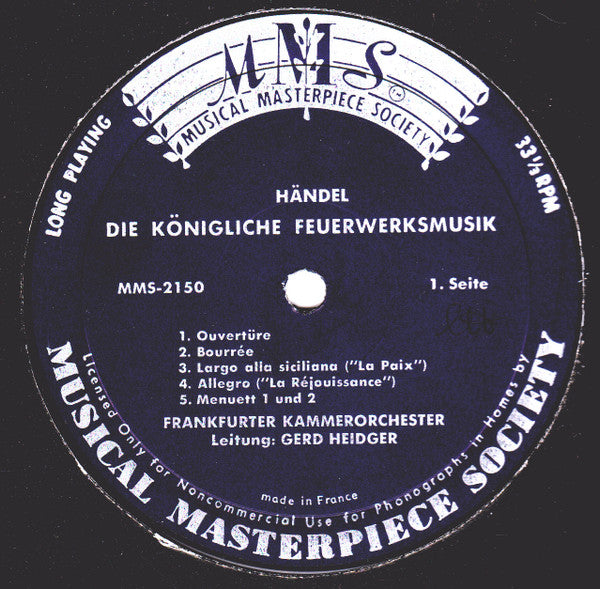 MMS
MUSICAL MASTERPIECE SOCIETY
LONG PLAYING
33⅓ RPM
HÄNDEL
DIE KÖNIGLICHE FEUERWERKSMUSIK
MMS-2150
1. Seite
1. Ouvertüre
2. Bourrée
3. Largo alla siciliana ("La Paix")
4. Allegro ("La Réjouissance")
5. Menuett 1 und 2
FRANKFURTER KAMMERORCHESTER
Leitung: GERD HEIDGER
made in France
Licensed Only for Noncommercial Use for Phonographs in Homes by
MUSICAL MASTERPIECE SOCIETY